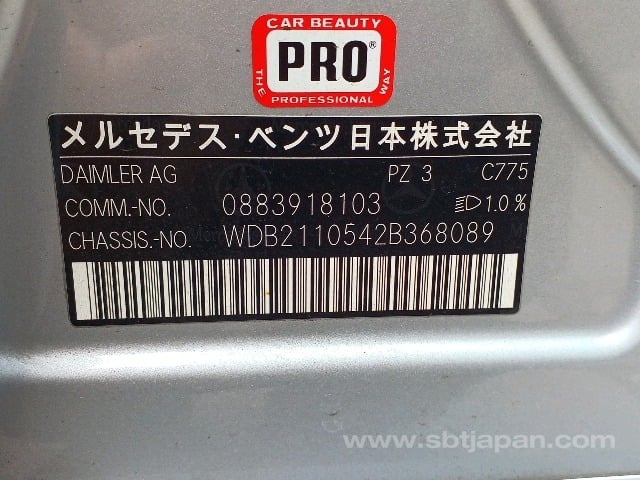 CAR BEAUTY
PRO®
THE PROFESSIONAL WAY
メルセデス・ベンツ日本株式会社
DAIMLER AG PZ 3 C775
COMM.-NO. 0883918103 1.0%
CHASSIS.-NO. WDB2110542B368089
www.sbtjapan.com